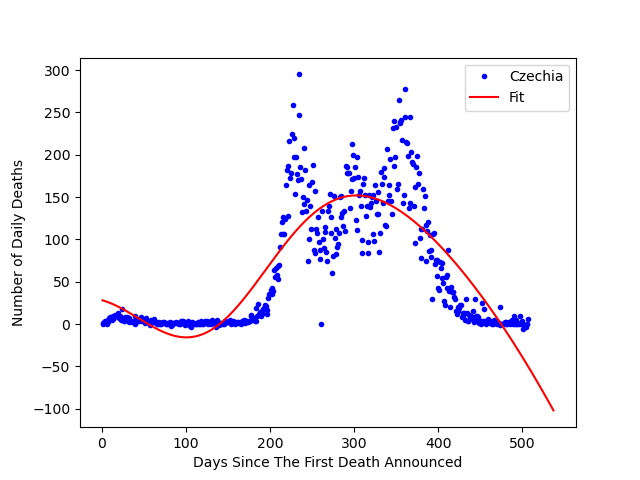 Czechia
Fit
300
250
200
150
100
50
0
−50
−100
Number of Daily Deaths
0 100 200 300 400 500
Days Since The First Death Announced